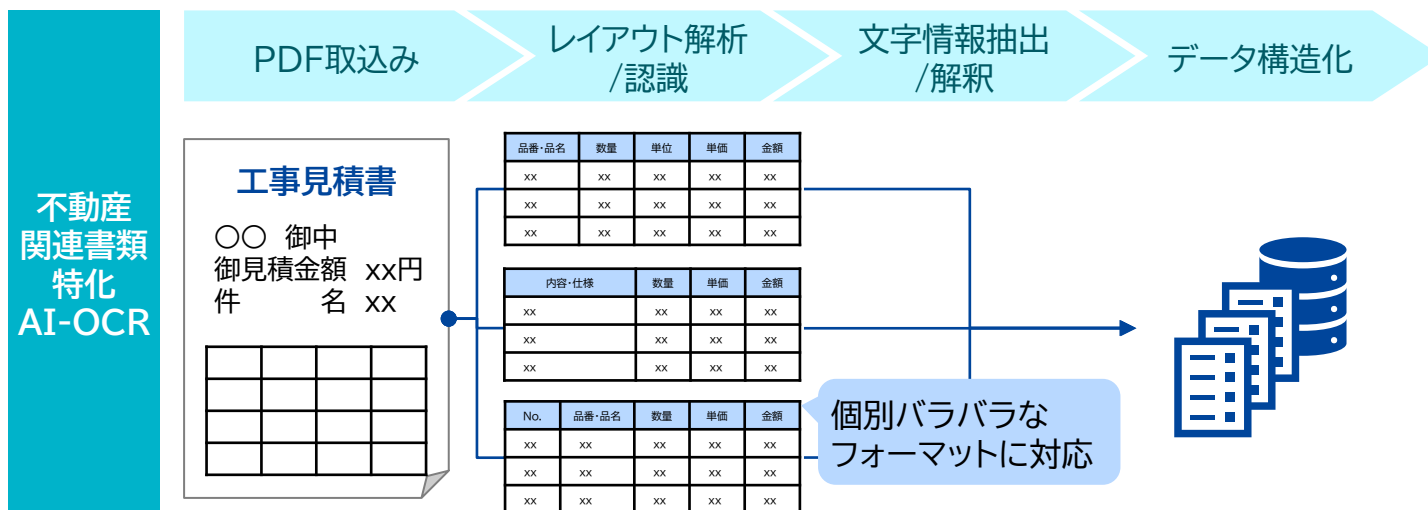 不動産
関連書類
特化
AI-OCR
PDF取込み
レイアウト解析
/認識
文字情報抽出
/解釈
データ構造化
工事見積書
〇〇 御中
御見積金額 xx円
件　　　名 xx
品番・品名 数量 単位 単価 金額
xx xx xx xx xx
xx xx xx xx xx
xx xx xx xx xx
内容・仕様 数量 単価 金額
xx xx xx xx
xx xx xx xx
xx xx xx xx
No. 品番・品名 数量 単価 金額
xx xx xx xx xx
xx xx xx xx xx
xx xx xx xx xx
個別バラバラな
フォーマットに対応